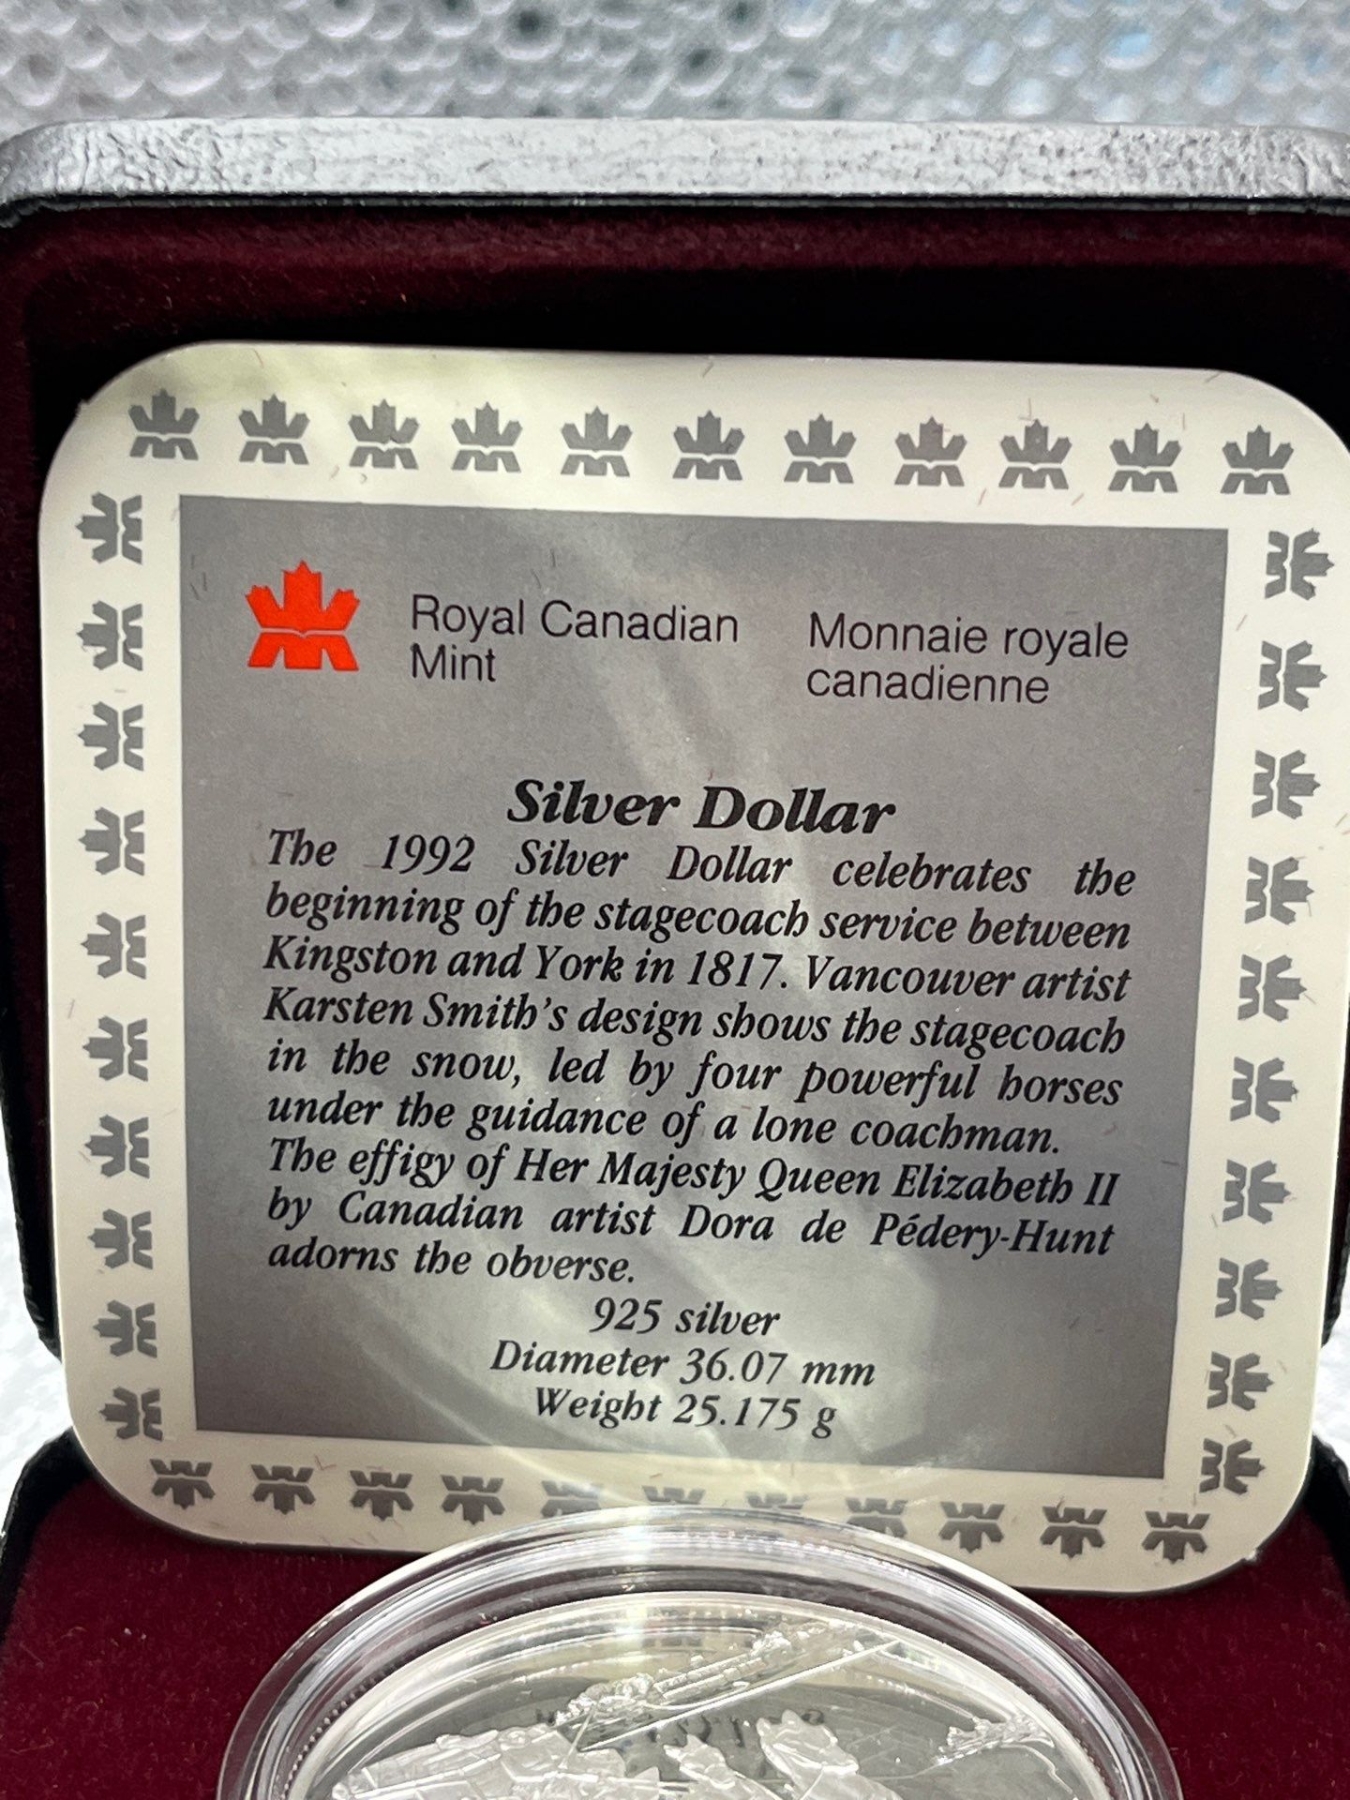 Royal Canadian
Mint
Monnaie royale
canadienne
Silver Dollar
The 1992 Silver Dollar celebrates the
beginning of the stagecoach service between
Kingston and York in 1817. Vancouver artist
Karsten Smith's design shows the stagecoach
in the snow, led by four powerful horses
under the guidance of a lone coachman.
The effigy of Her Majesty Queen Elizabeth II
by Canadian artist Dora de Pédery-Hunt
adorns the obverse.
925 silver
Diameter 36.07 mm
Weight 25.175 g